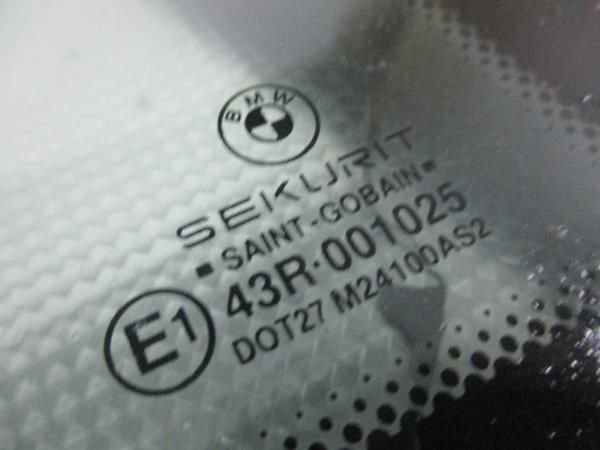 BMW
SEKURIT
SAINT-GOBAIN
43R·001025
E1
DOT27 M24100AS2